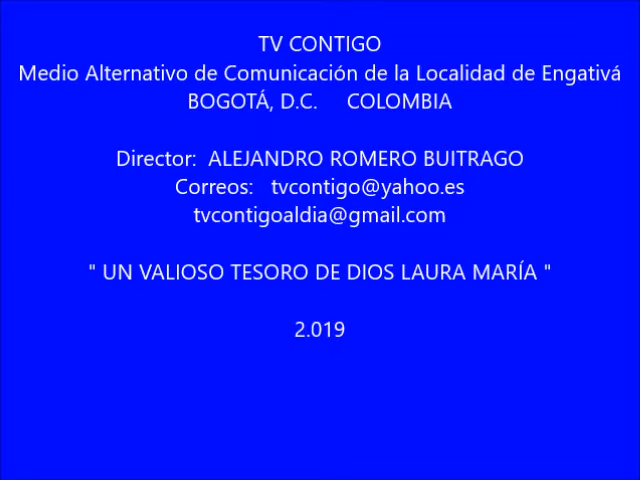 TV CONTIGO
Medio Alternativo de Comunicación de la Localidad de Engativá
BOGOTÁ, D.C. COLOMBIA
Director: ALEJANDRO ROMERO BUITRAGO
Correos: tvcontigo@yahoo.es
tvcontigoaldia@gmail.com
" UN VALIOSO TESORO DE DIOS LAURA MARÍA "
2.019